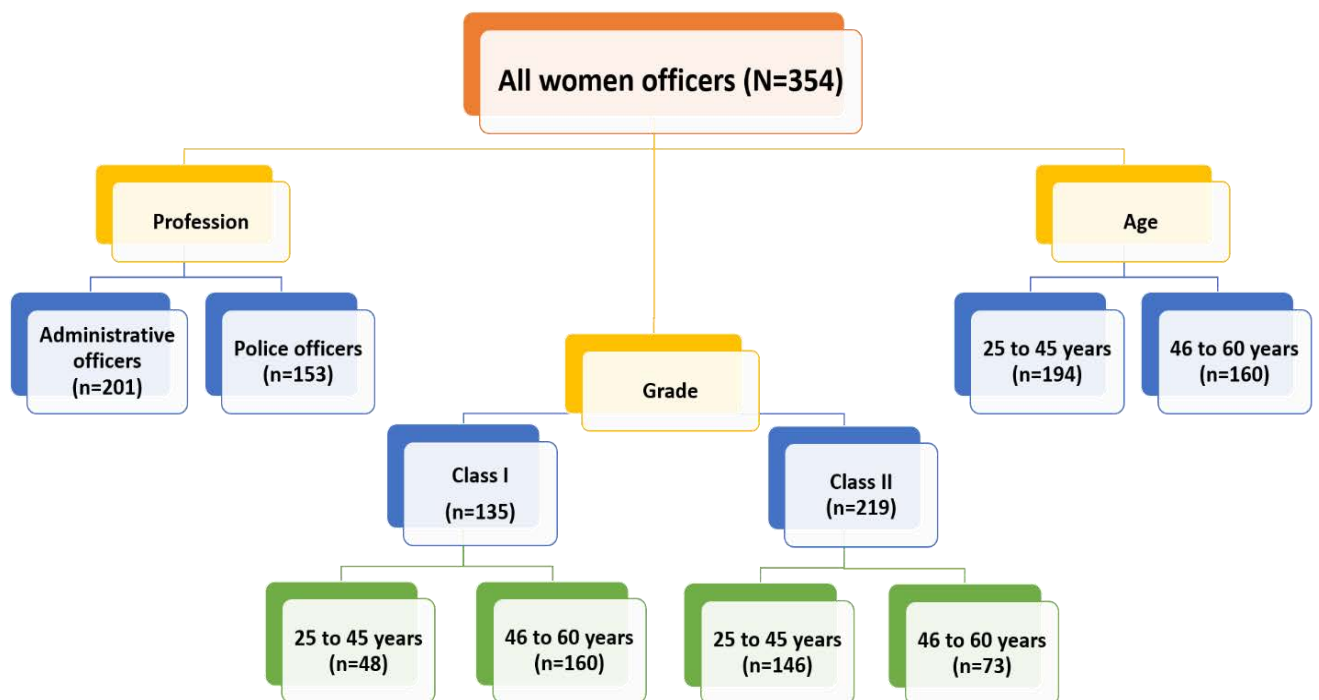 All women officers (N=354)
Profession
Age
Administrative
officers
(n=201)
Police officers
(n=153)
25 to 45 years
(n=194)
46 to 60 years
(n=160)
Grade
Class I
(n=135)
Class II
(n=219)
25 to 45 years
(n=48)
46 to 60 years
(n=160)
25 to 45 years
(n=146)
46 to 60 years
(n=73)